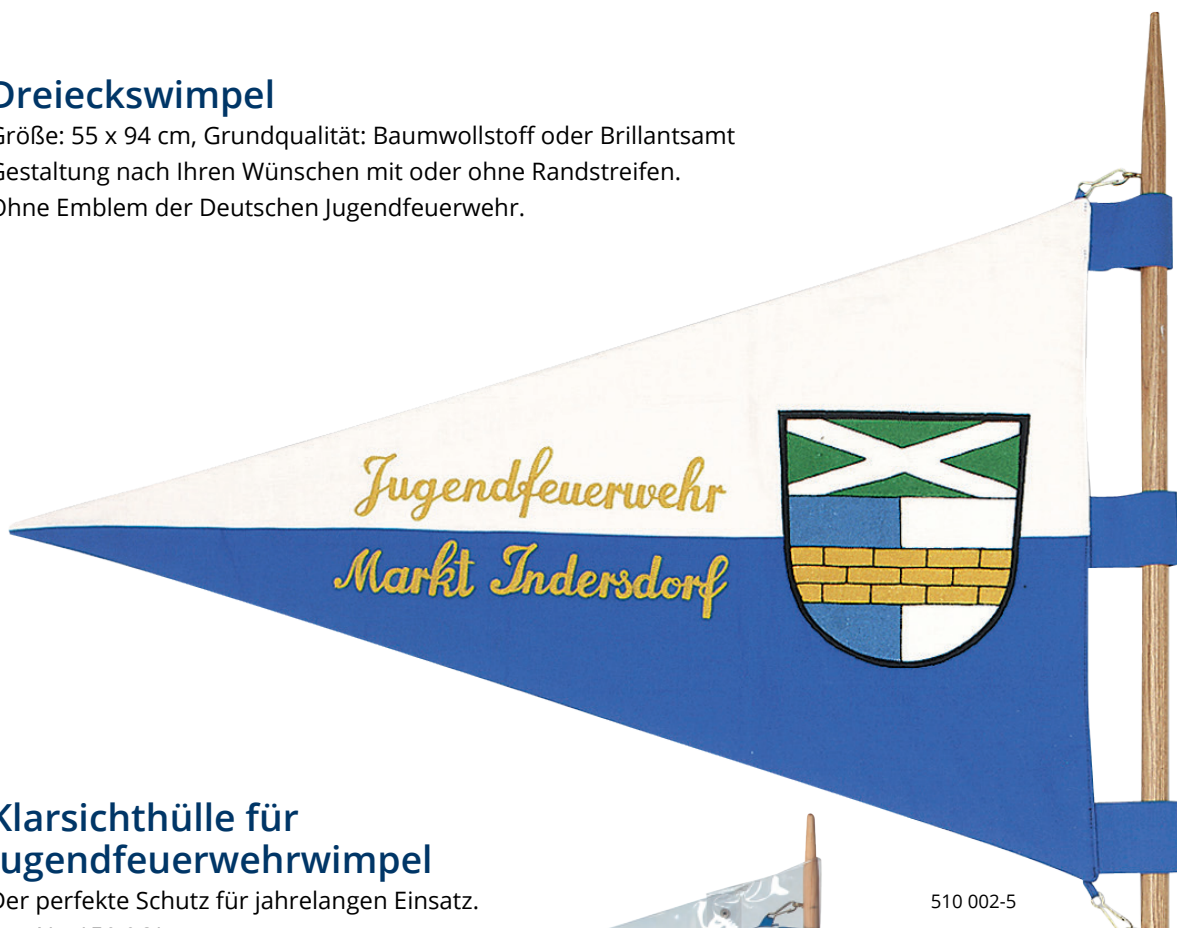 Dreieckswimpel
Größe: 55 x 94 cm, Grundqualität: Baumwollstoff oder Brillantsamt
Gestaltung nach Ihren Wünschen mit oder ohne Randstreifen.
Ohne Emblem der Deutschen Jugendfeuerwehr.
Jugendfeuerwehr
Markt Indersdorf
Klarsichthülle für
Jugendfeuerwehrwimpel
Der perfekte Schutz für jahrelangen Einsatz.
510 002-5